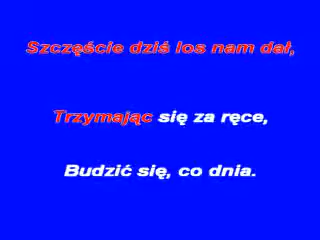 Szczęście dziś los nam dał,
Trzymając się za ręce,
Budzić się, co dnia.